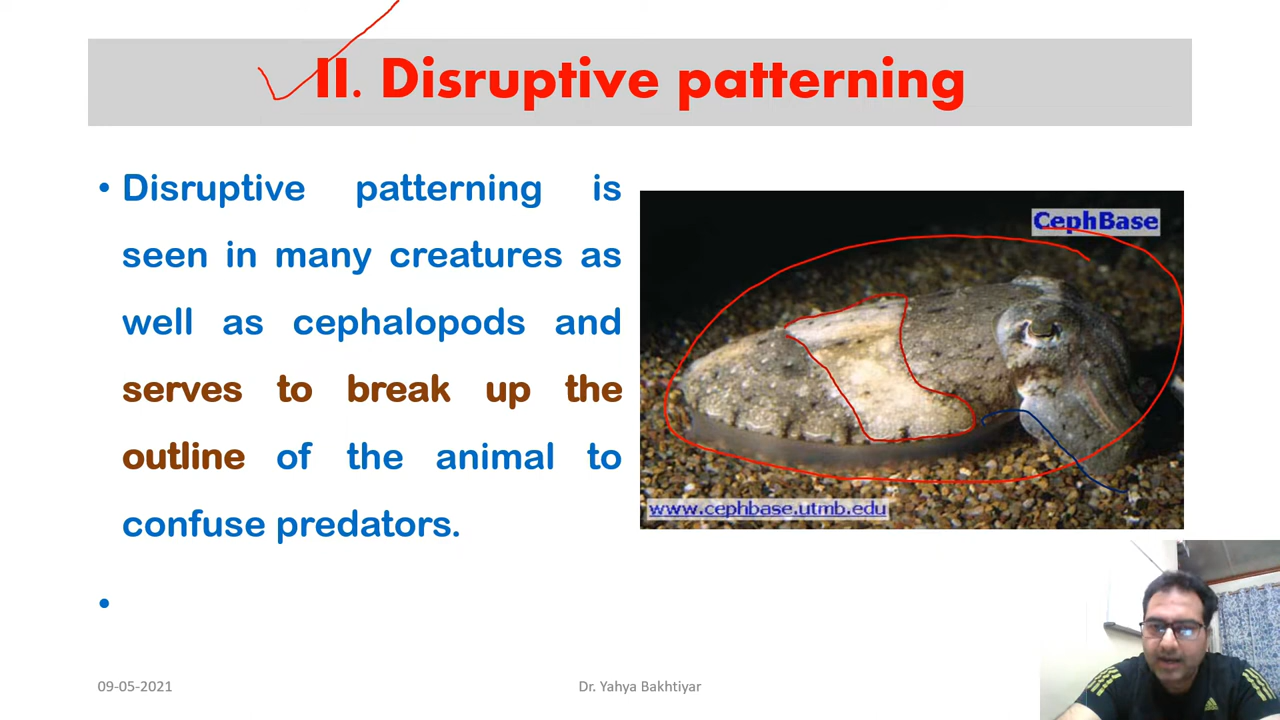 II. Disruptive patterning
• Disruptive patterning is
seen in many creatures as
well as cephalopods and
serves to break up the
outline of the animal to
confuse predators.
•
CephBase
www.cephbase.utmb.edu
09-05-2021
Dr. Yahya Bakhtiyar